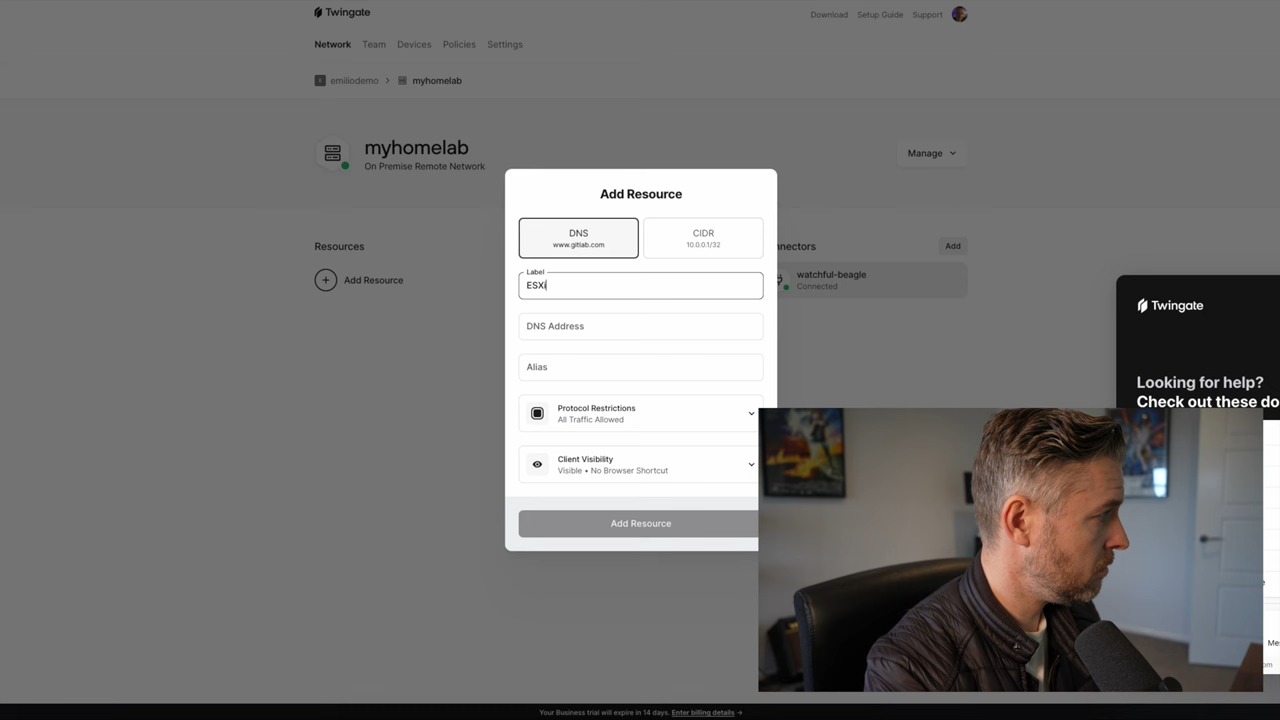 Twingate
Download Setup Guide Support
Network Team Devices Policies Settings
emiliodemo > myhomelab
myhomelab
On Premise Remote Network
Manage
Resources
Add Resource
Add Resource
DNS
www.gitlab.com
CIDR
10.0.0.1/32
Label
ESXi
DNS Address
Alias
Protocol Restrictions
All Traffic Allowed
Client Visibility
Visible • No Browser Shortcut
Add Resource
Add
watchful-beagle
Connected
Twingate
Looking for help?
Check out these do
Your Business trial will expire in 14 days. Enter billing details →